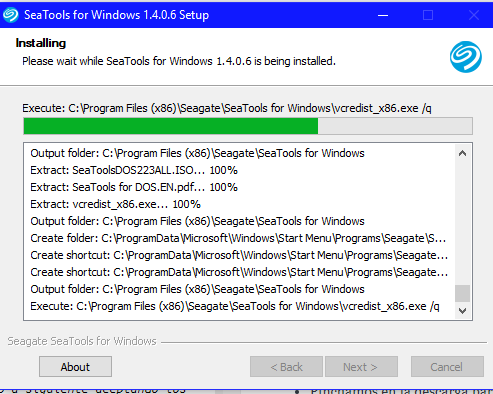 SeaTools for Windows 1.4.0.6 Setup
Installing
Please wait while SeaTools for Windows 1.4.0.6 is being installed.
Execute: C:\Program Files (x86)\Seagate\SeaTools for Windows\vcredist_x86.exe /q
Output folder: C:\Program Files (x86)\Seagate\SeaTools for Windows
Extract: SeaToolsDOS223ALL.ISO... 100%
Extract: SeaTools for DOS.EN.pdf... 100%
Extract: vcredist_x86.exe... 100%
Output folder: C:\Program Files (x86)\Seagate\SeaTools for Windows
Create folder: C:\ProgramData\Microsoft\Windows\Start Menu\Programs\Seagate\S...
Create shortcut: C:\ProgramData\Microsoft\Windows\Start Menu\Programs\Seagate...
Create shortcut: C:\ProgramData\Microsoft\Windows\Start Menu\Programs\Seagate...
Output folder: C:\Program Files (x86)\Seagate\SeaTools for Windows
Execute: C:\Program Files (x86)\Seagate\SeaTools for Windows\vcredist_x86.exe /q
Seagate SeaTools for Windows
About < Back Next > Cancel